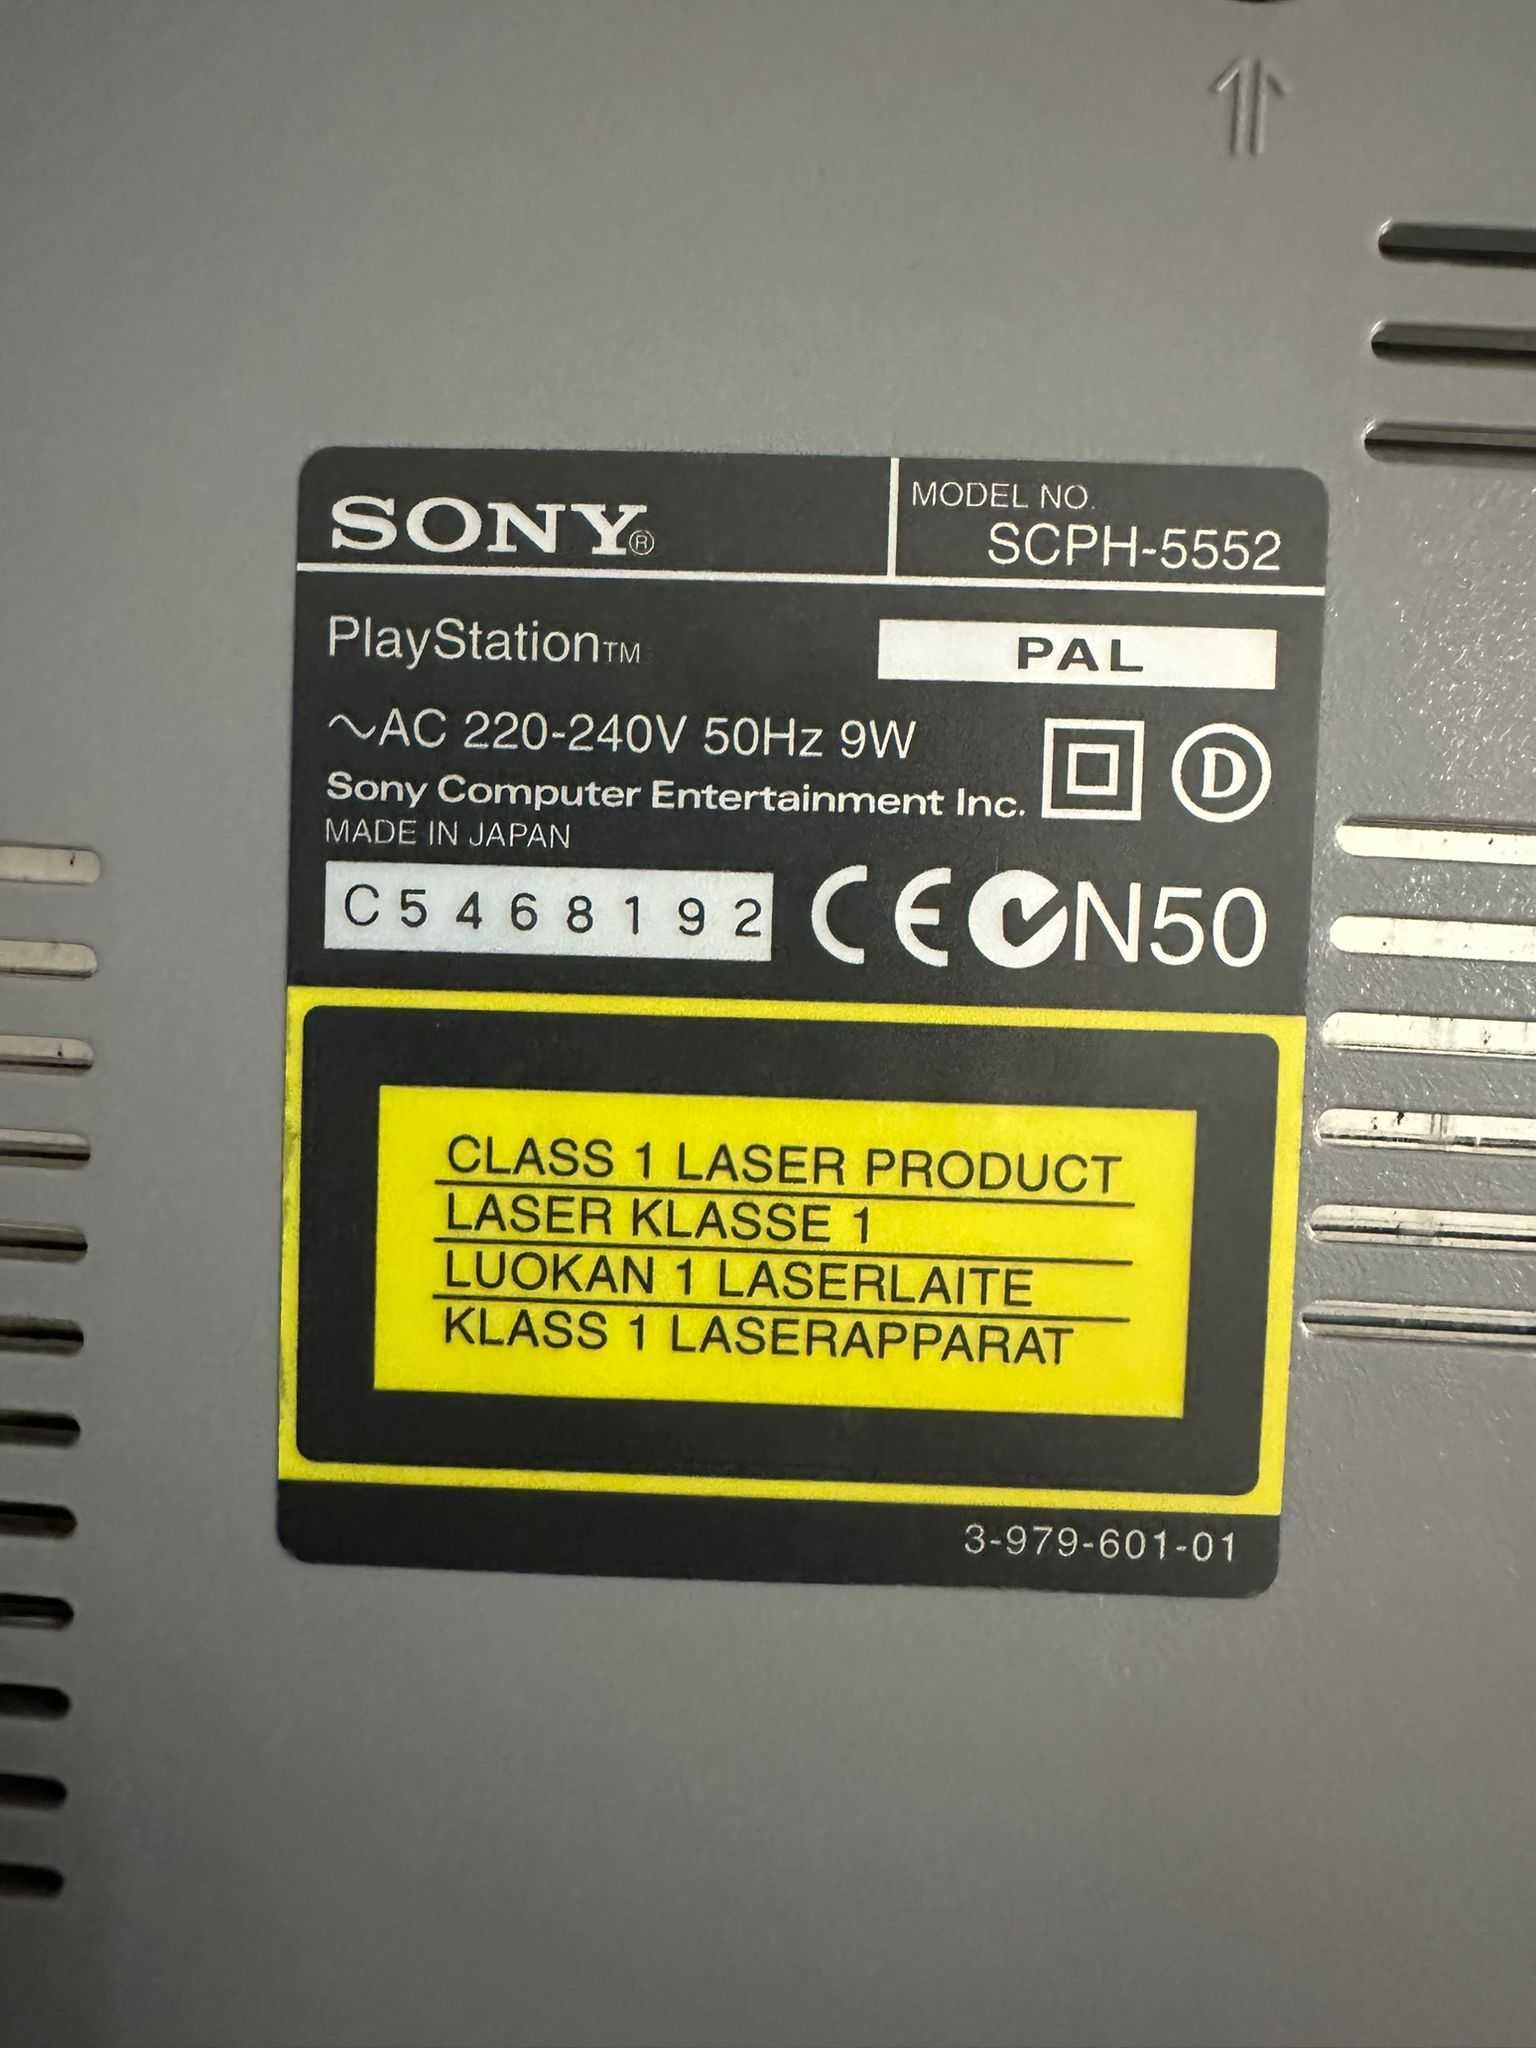 SONY®
MODEL NO.
SCPH-5552
PlayStation™
PAL
~AC 220-240V 50Hz 9W
D
Sony Computer Entertainment Inc.
MADE IN JAPAN
C5468192
CE N50
CLASS 1 LASER PRODUCT
LASER KLASSE 1
LUOKAN 1 LASERLAITE
KLASS 1 LASERAPPARAT
3-979-601-01